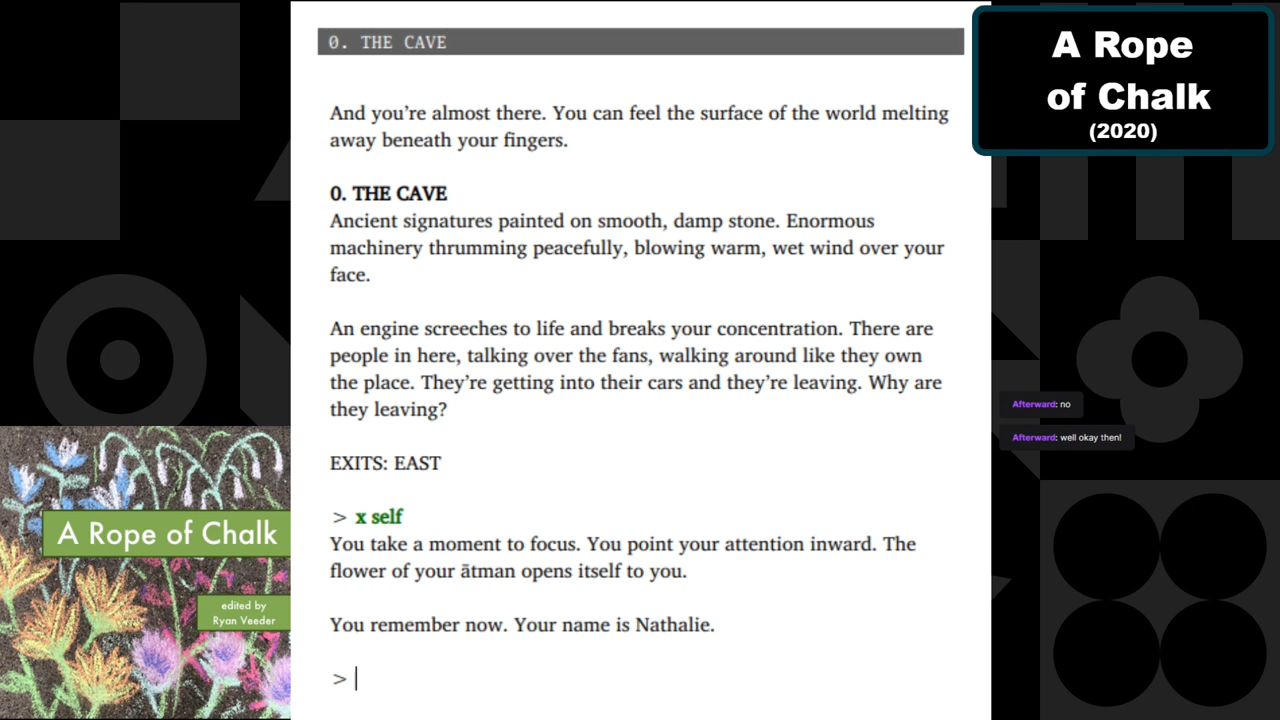 0. THE CAVE
And you’re almost there. You can feel the surface of the world melting
away beneath your fingers.
0. THE CAVE
Ancient signatures painted on smooth, damp stone. Enormous
machinery thrumming peacefully, blowing warm, wet wind over your
face.
An engine screeches to life and breaks your concentration. There are
people in here, talking over the fans, walking around like they own
the place. They’re getting into their cars and they’re leaving. Why are
they leaving?
EXITS: EAST
> x self
You take a moment to focus. You point your attention inward. The
flower of your ātman opens itself to you.
You remember now. Your name is Nathalie.
>
A Rope
of Chalk
(2020)
Afterward: no
Afterward: well okay then!
A Rope of Chalk
edited by
Ryan Veeder